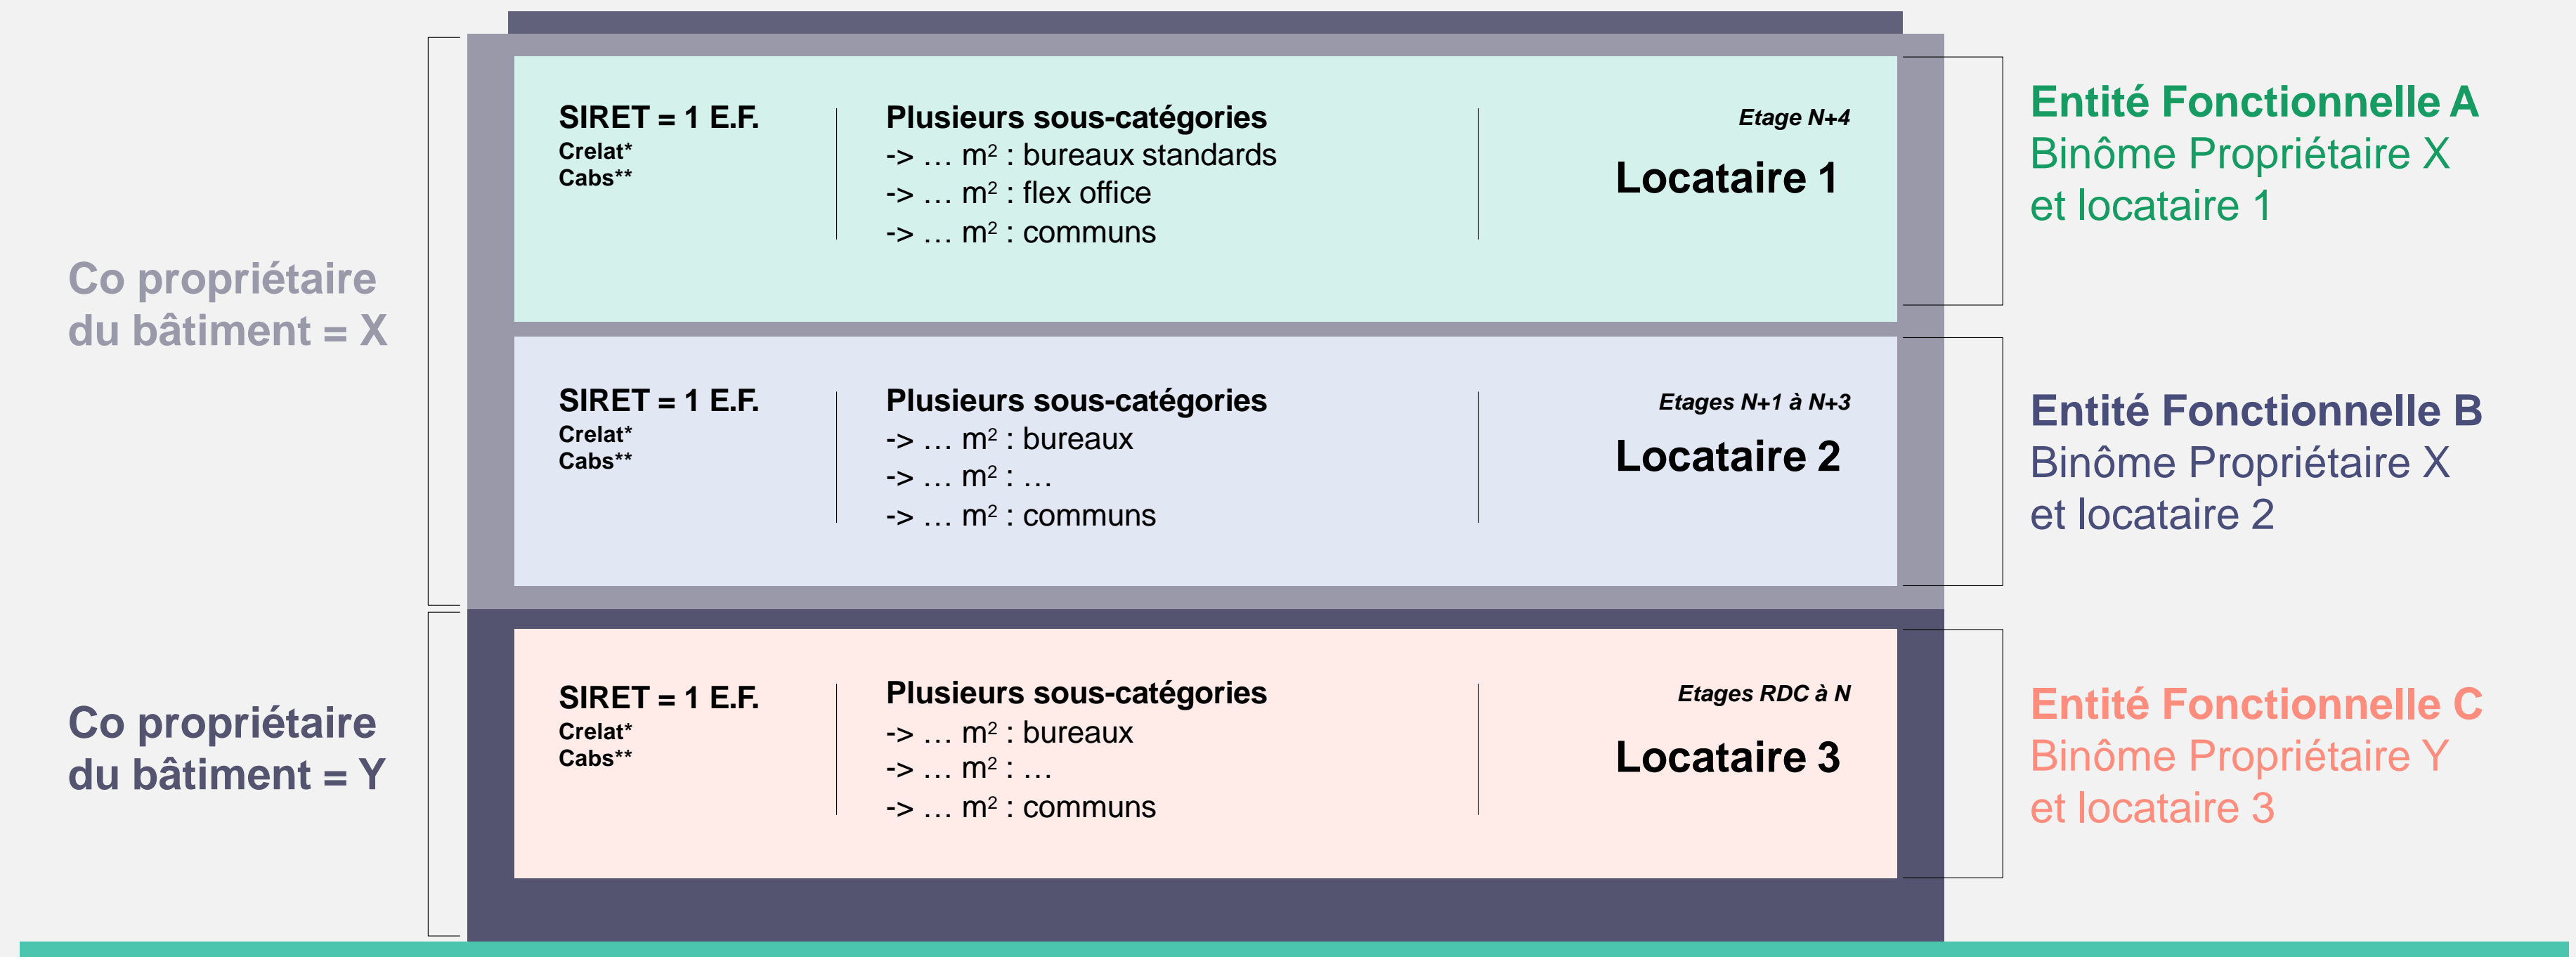 Co propriétaire
du bâtiment = X
SIRET = 1 E.F.
Crelat*
Cabs**
Plusieurs sous-catégories
-> … m² : bureaux standards
-> … m² : flex office
-> … m² : communs
Etage N+4
Locataire 1
Entité Fonctionnelle A
Binôme Propriétaire X
et locataire 1
SIRET = 1 E.F.
Crelat*
Cabs**
Plusieurs sous-catégories
-> … m² : bureaux
-> … m² : …
-> … m² : communs
Etages N+1 à N+3
Locataire 2
Entité Fonctionnelle B
Binôme Propriétaire X
et locataire 2
Co propriétaire
du bâtiment = Y
SIRET = 1 E.F.
Crelat*
Cabs**
Plusieurs sous-catégories
-> … m² : bureaux
-> … m² : …
-> … m² : communs
Etages RDC à N
Locataire 3
Entité Fonctionnelle C
Binôme Propriétaire Y
et locataire 3